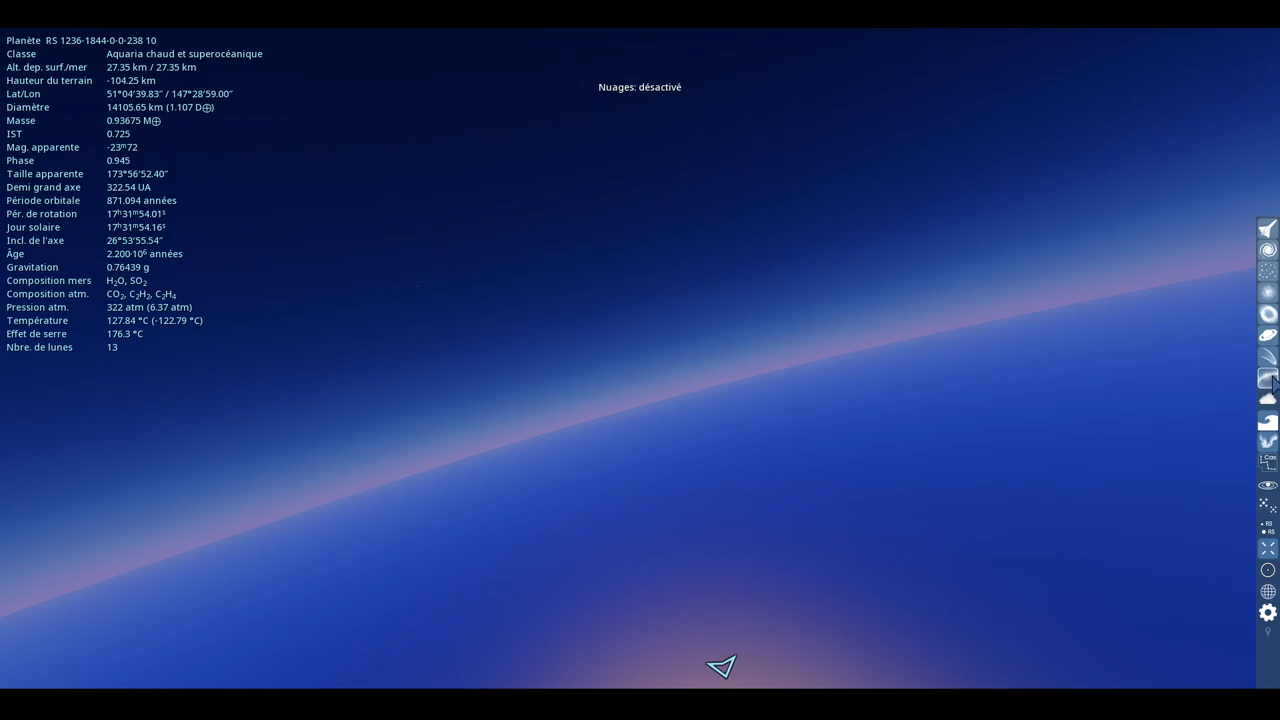 Planète RS 1236-1844-0-0-238 10
Classe Aquaria chaud et superocéanique
Alt. dep. surf./mer 27.35 km / 27.35 km
Hauteur du terrain -104.25 km
Nuages: désactivé
Lat/Lon 51°04′39.83″ / 147°28′59.00″
Diamètre 14105.65 km (1.107 D⊕)
Masse 0.93675 M⊕
IST 0.725
Mag. apparente -23ᵐ72
Phase 0.945
Taille apparente 173°56′52.40″
Demi grand axe 322.54 UA
Période orbitale 871.094 années
Pér. de rotation 17ʰ31ᵐ54.01ˢ
Jour solaire 17ʰ31ᵐ54.16ˢ
Incl. de l'axe 26°53′55.54″
Âge 2.200·10⁶ années
Gravitation 0.76439 g
Composition mers H₂O, SO₂
Composition atm. CO₂, C₂H₂, C₂H₄
Pression atm. 322 atm (6.37 atm)
Température 127.84 °C (-122.79 °C)
Effet de serre 176.3 °C
Nbre. de lunes 13
RS
RS